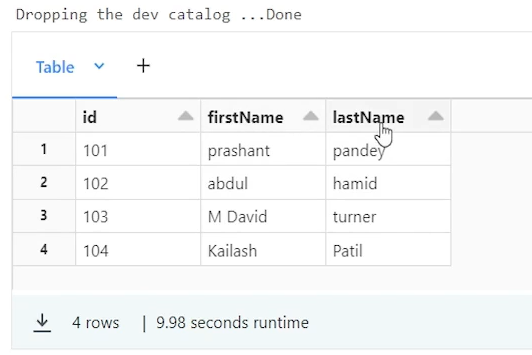 Dropping the dev catalog ...Done
Table +
id firstName lastName
1 101 prashant pandey
2 102 abdul hamid
3 103 M David turner
4 104 Kailash Patil
4 rows | 9.98 seconds runtime